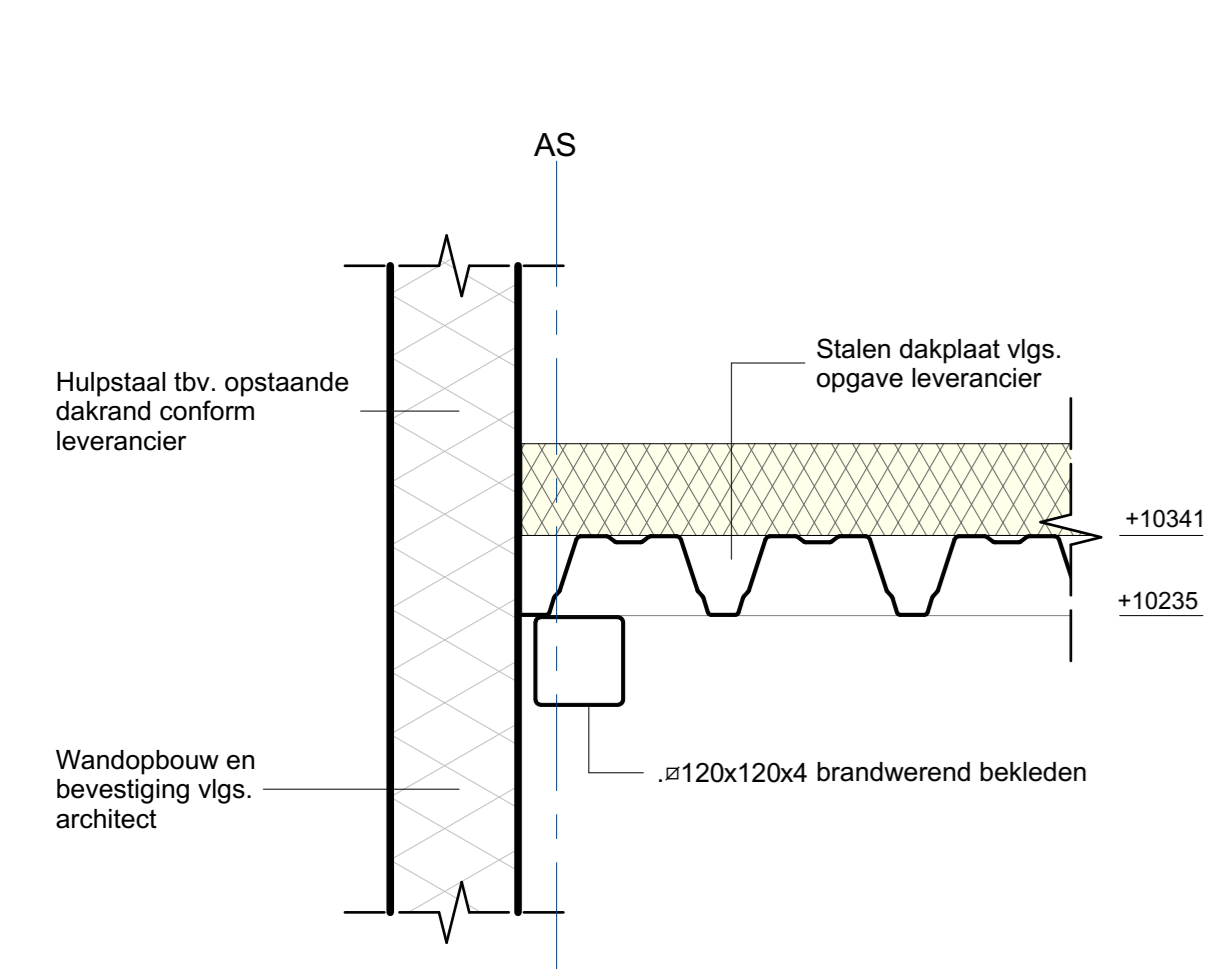 AS
Stalen dakplaat vlgs.
opgave leverancier
Hulpstaal tbv. opstaande
dakrand conform
leverancier
+10341
+10235
Wandopbouw en
bevestiging vlgs.
architect
.⧄120x120x4 brandwerend bekleden